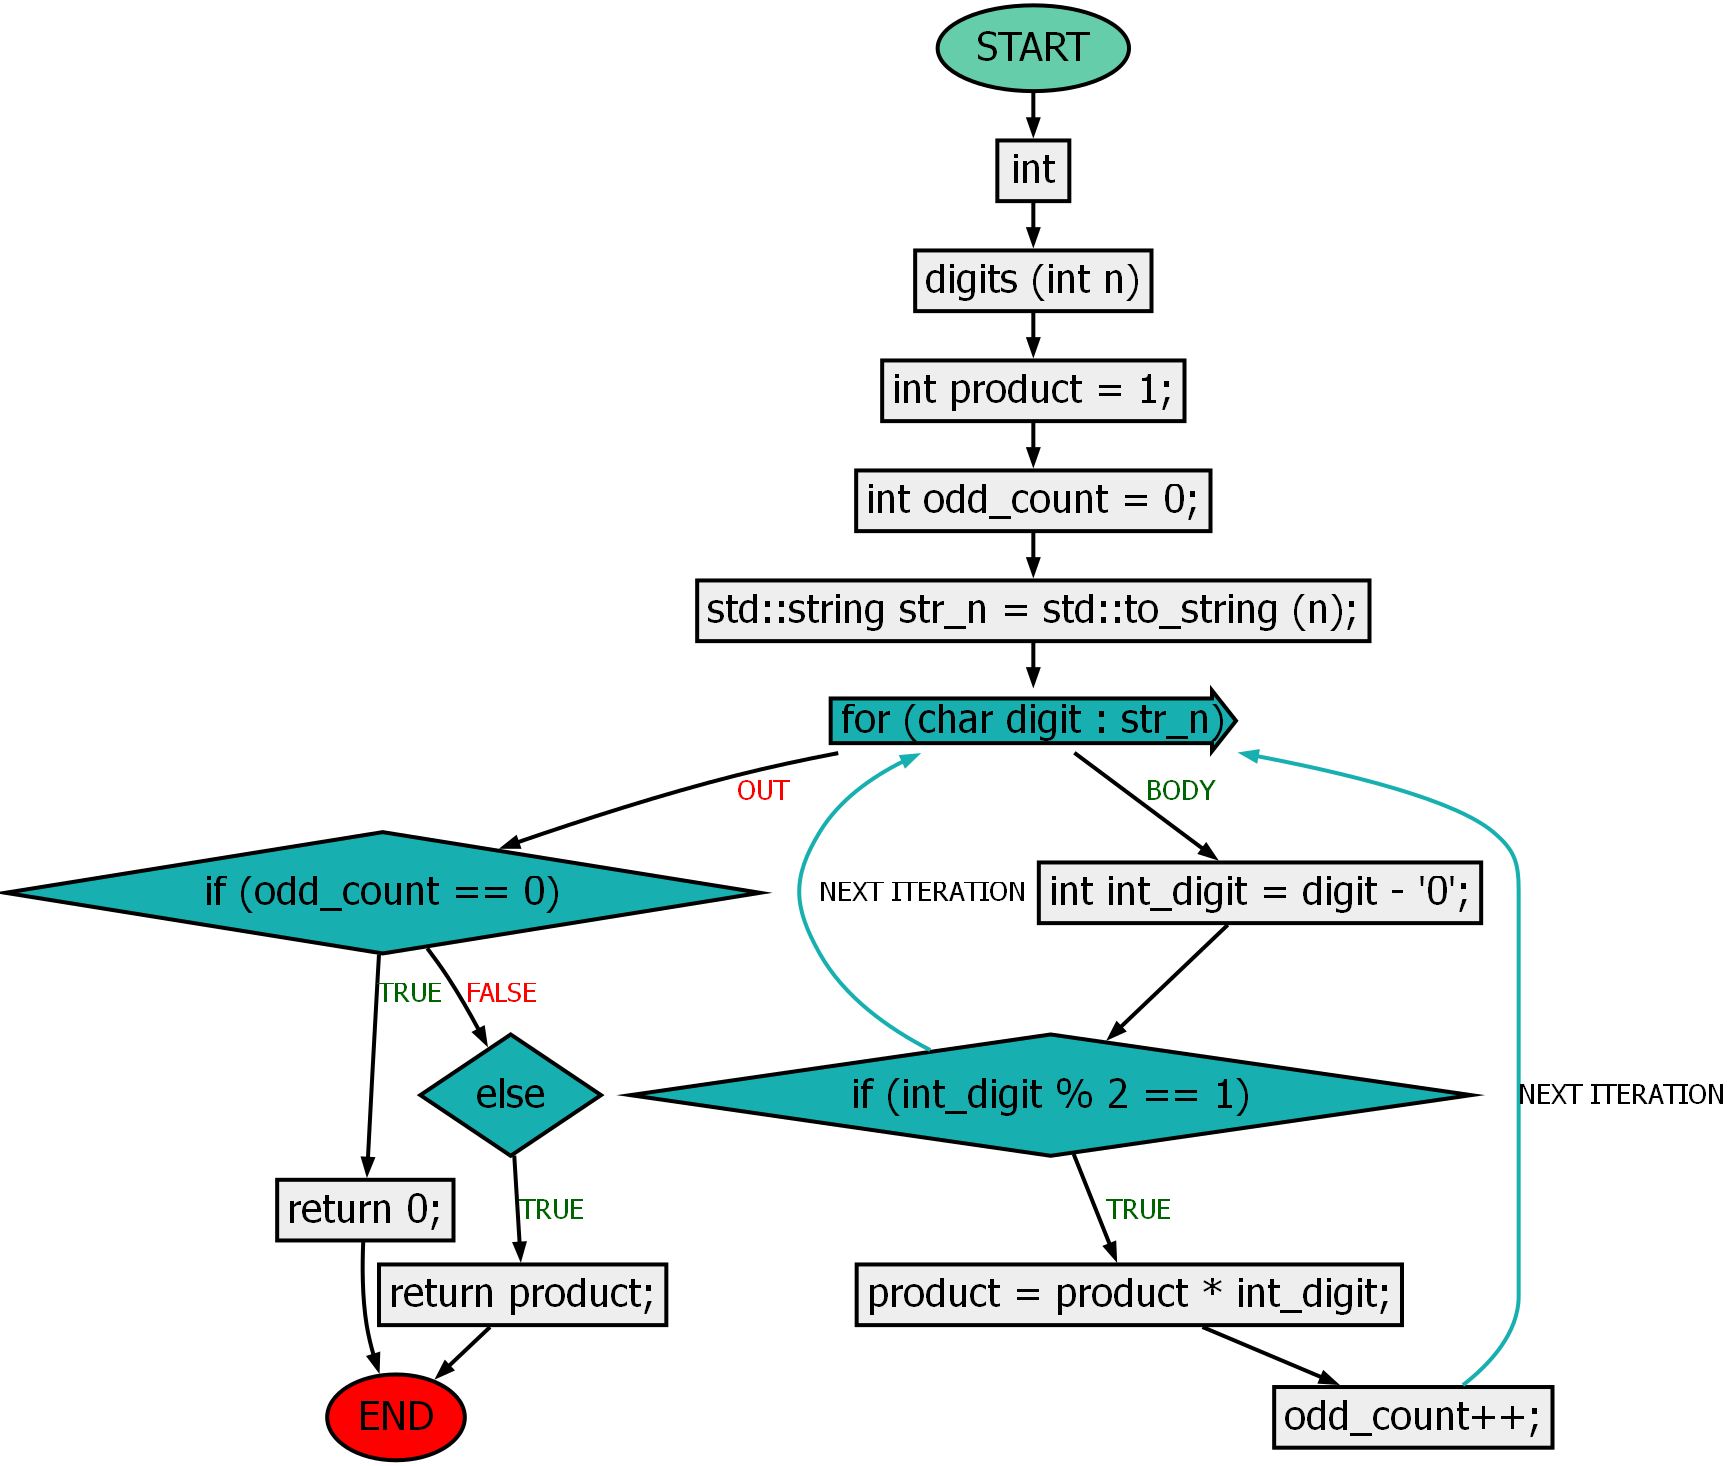 START
int
digits (int n)
int product = 1;
int odd_count = 0;
std::string str_n = std::to_string (n);
for (char digit : str_n)
OUT
BODY
if (odd_count == 0)
NEXT ITERATION
int int_digit = digit - '0';
TRUE
FALSE
else
if (int_digit % 2 == 1)
NEXT ITERATION
return 0;
TRUE
TRUE
return product;
product = product * int_digit;
END
odd_count++;